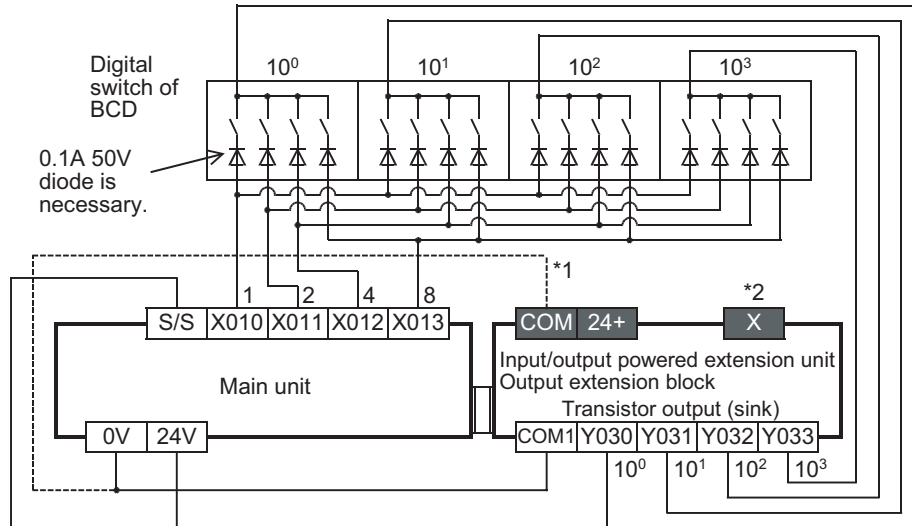 Digital
switch of
BCD
10⁰ 10¹ 10² 10³
0.1A 50V
diode is
necessary.
*1
*2
1 2 4 8
S/S X010 X011 X012 X013
COM 24+ X
Main unit
Input/output powered extension unit
Output extension block
Transistor output (sink)
0V 24V
COM1 Y030 Y031 Y032 Y033
10⁰ 10¹ 10² 10³